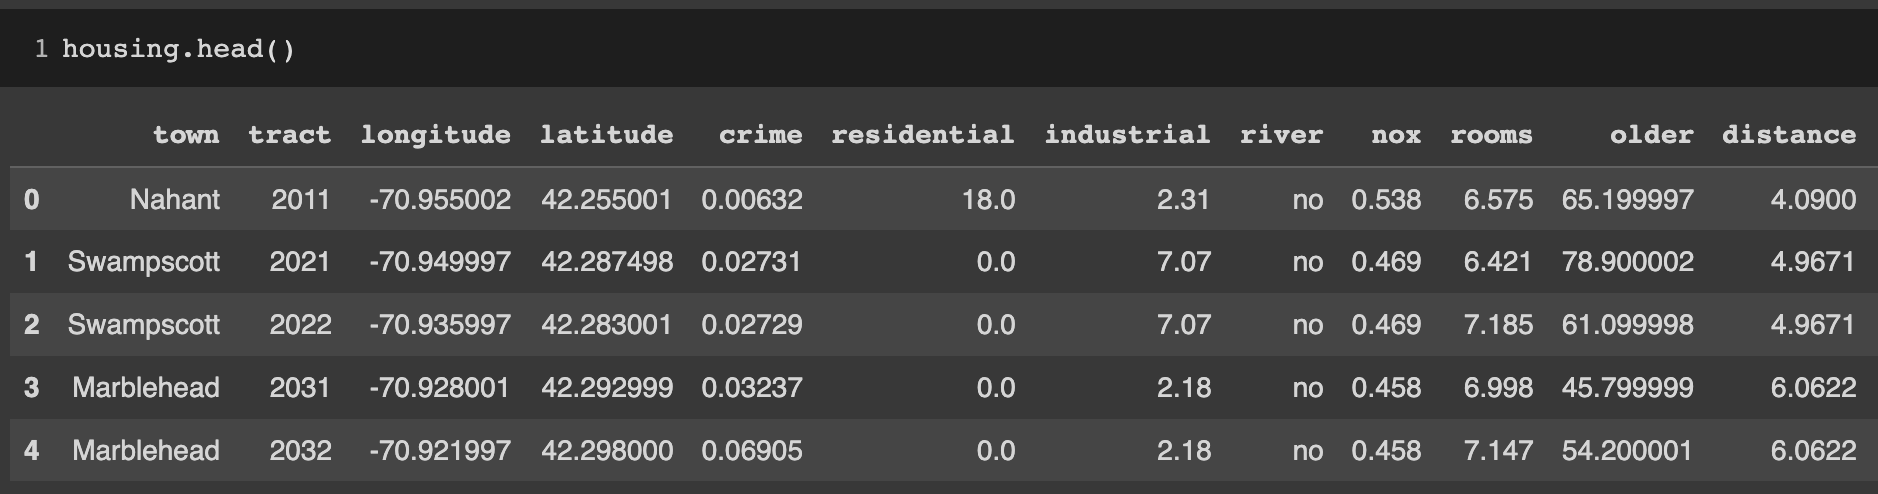 1 housing.head()
town tract longitude latitude crime residential industrial river nox rooms older distance
0 Nahant 2011 -70.955002 42.255001 0.00632 18.0 2.31 no 0.538 6.575 65.199997 4.0900
1 Swampscott 2021 -70.949997 42.287498 0.02731 0.0 7.07 no 0.469 6.421 78.900002 4.9671
2 Swampscott 2022 -70.935997 42.283001 0.02729 0.0 7.07 no 0.469 7.185 61.099998 4.9671
3 Marblehead 2031 -70.928001 42.292999 0.03237 0.0 2.18 no 0.458 6.998 45.799999 6.0622
4 Marblehead 2032 -70.921997 42.298000 0.06905 0.0 2.18 no 0.458 7.147 54.200001 6.0622